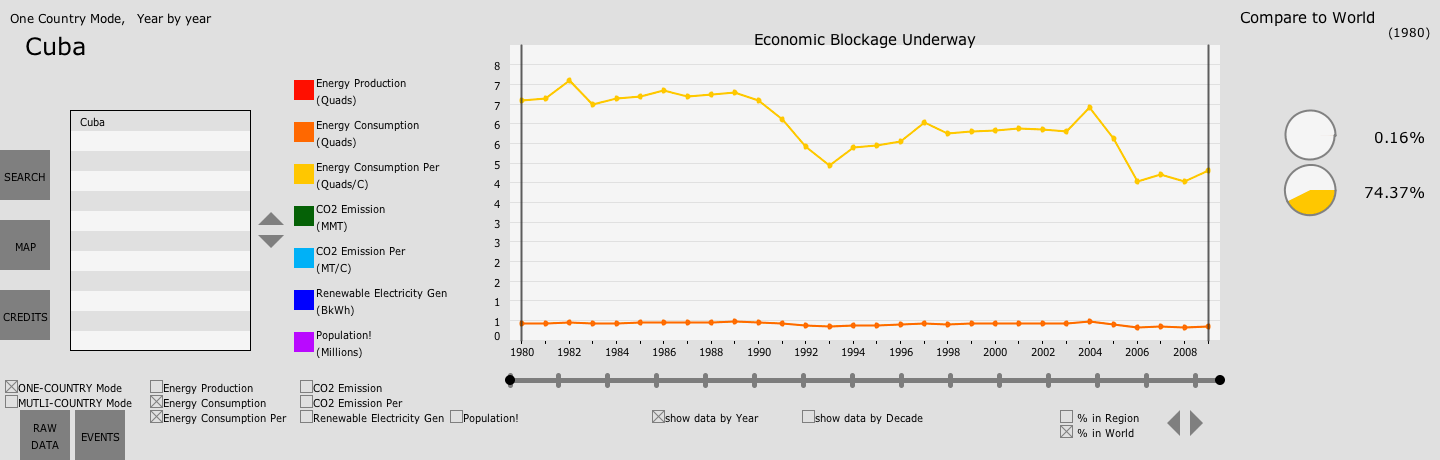 One Country Mode,   Year by year
Cuba
Economic Blockage Underway
Compare to World
(1980)
Cuba
SEARCH
MAP
CREDITS
Energy Production
(Quads)
Energy Consumption
(Quads)
Energy Consumption Per
(Quads/C)
CO2 Emission
(MMT)
CO2 Emission Per
(MT/C)
Renewable Electricity Gen
(BkWh)
Population!
(Millions)
8
7
7
6
6
5
4
4
3
3
2
2
1
1
0
1980 1982 1984 1986 1988 1990 1992 1994 1996 1998 2000 2002 2004 2006 2008
0.16%
74.37%
ONE-COUNTRY Mode
MUTLI-COUNTRY Mode
Energy Production
Energy Consumption
Energy Consumption Per
CO2 Emission
CO2 Emission Per
Renewable Electricity Gen
Population!
show data by Year
show data by Decade
% in Region
% in World
RAW
DATA
EVENTS